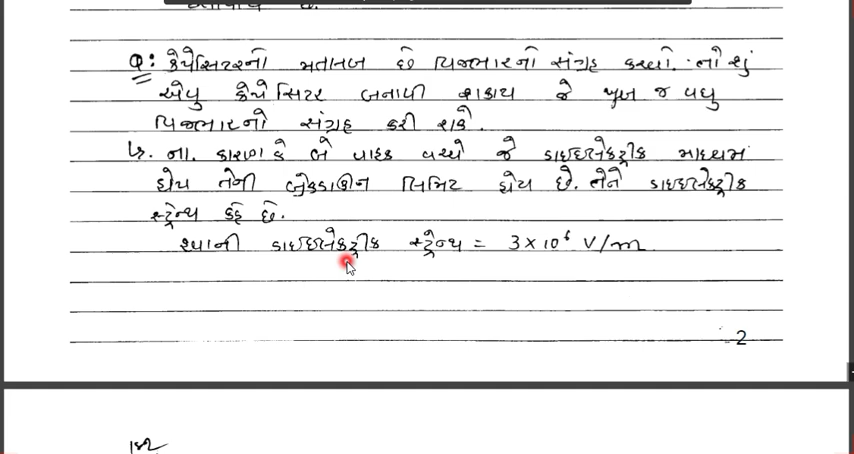 Q: કેપેસિટરનો મતલબ છે વિજભારનો સંગ્રહ કરવો. તો શું
એવુ કેપેસિટર બનાવી શકાય જે ખુબ જ વધુ
વિજભારનો સંગ્રહ કરી શકે.
ના. કારણ કે બે વાહક વચ્ચે જે ડાઇઇલેક્ટ્રીક માધ્યમ
હોય તેની બ્રેકડાઉન લિમિટ હોય છે. તેને ડાઇઇલેક્ટ્રીક
સ્ટ્રેન્થ કહે છે.
હવાની ડાઇઇલેક્ટ્રીક સ્ટ્રેન્થ = 3 × 10⁶ V/m
2